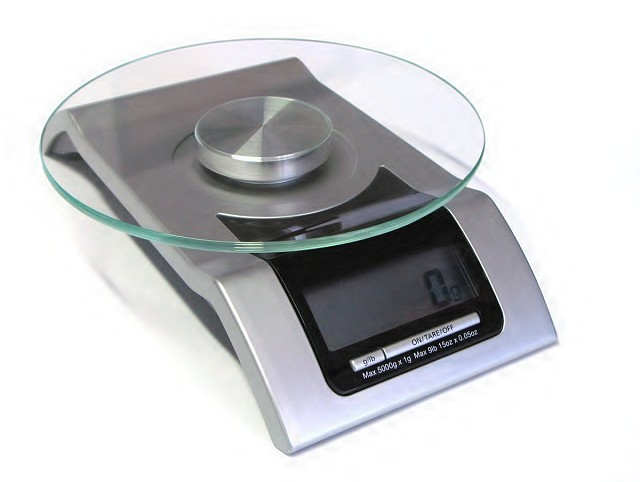 0g
ON/TARE/OFF
g/lb
Max 5000g x 1g Max 9lb 15oz x 0.05oz